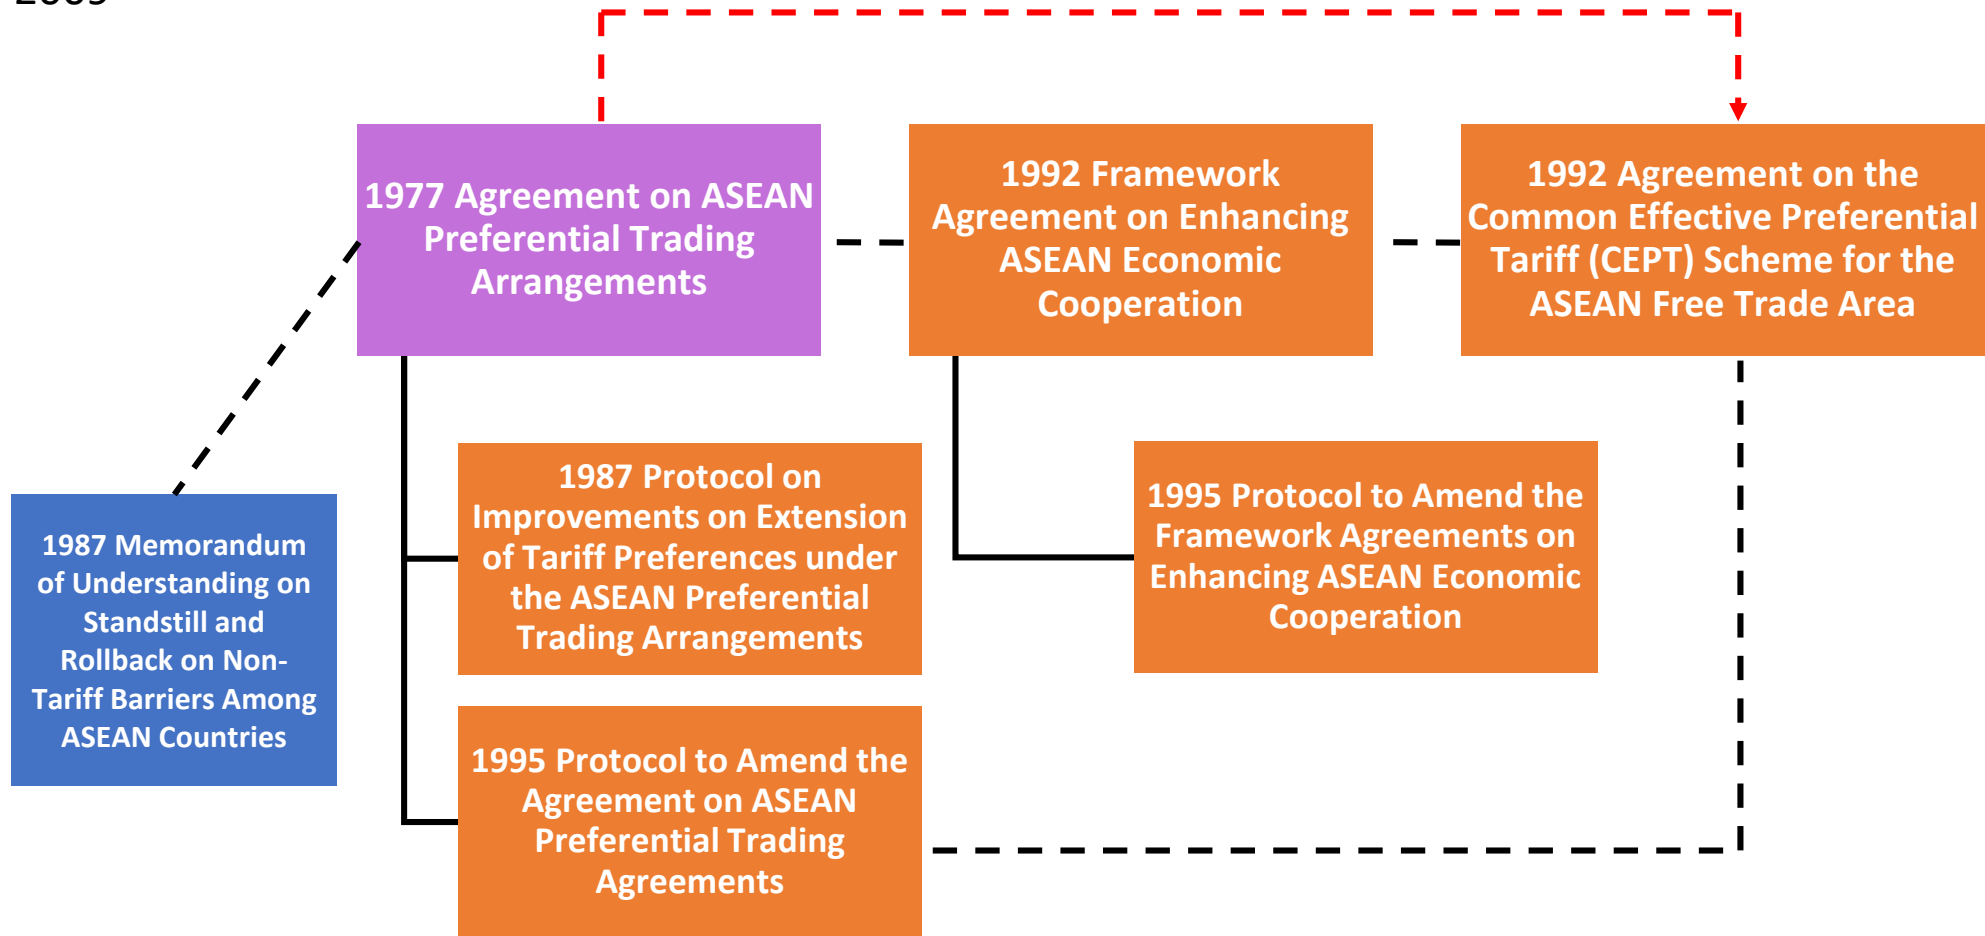 1977 Agreement on ASEAN
Preferential Trading
Arrangements
1992 Framework
Agreement on Enhancing
ASEAN Economic
Cooperation
1992 Agreement on the
Common Effective Preferential
Tariff (CEPT) Scheme for the
ASEAN Free Trade Area
1987 Memorandum
of Understanding on
Standstill and
Rollback on Non-
Tariff Barriers Among
ASEAN Countries
1987 Protocol on
Improvements on Extension
of Tariff Preferences under
the ASEAN Preferential
Trading Arrangements
1995 Protocol to Amend the
Framework Agreements on
Enhancing ASEAN Economic
Cooperation
1995 Protocol to Amend the
Agreement on ASEAN
Preferential Trading
Agreements